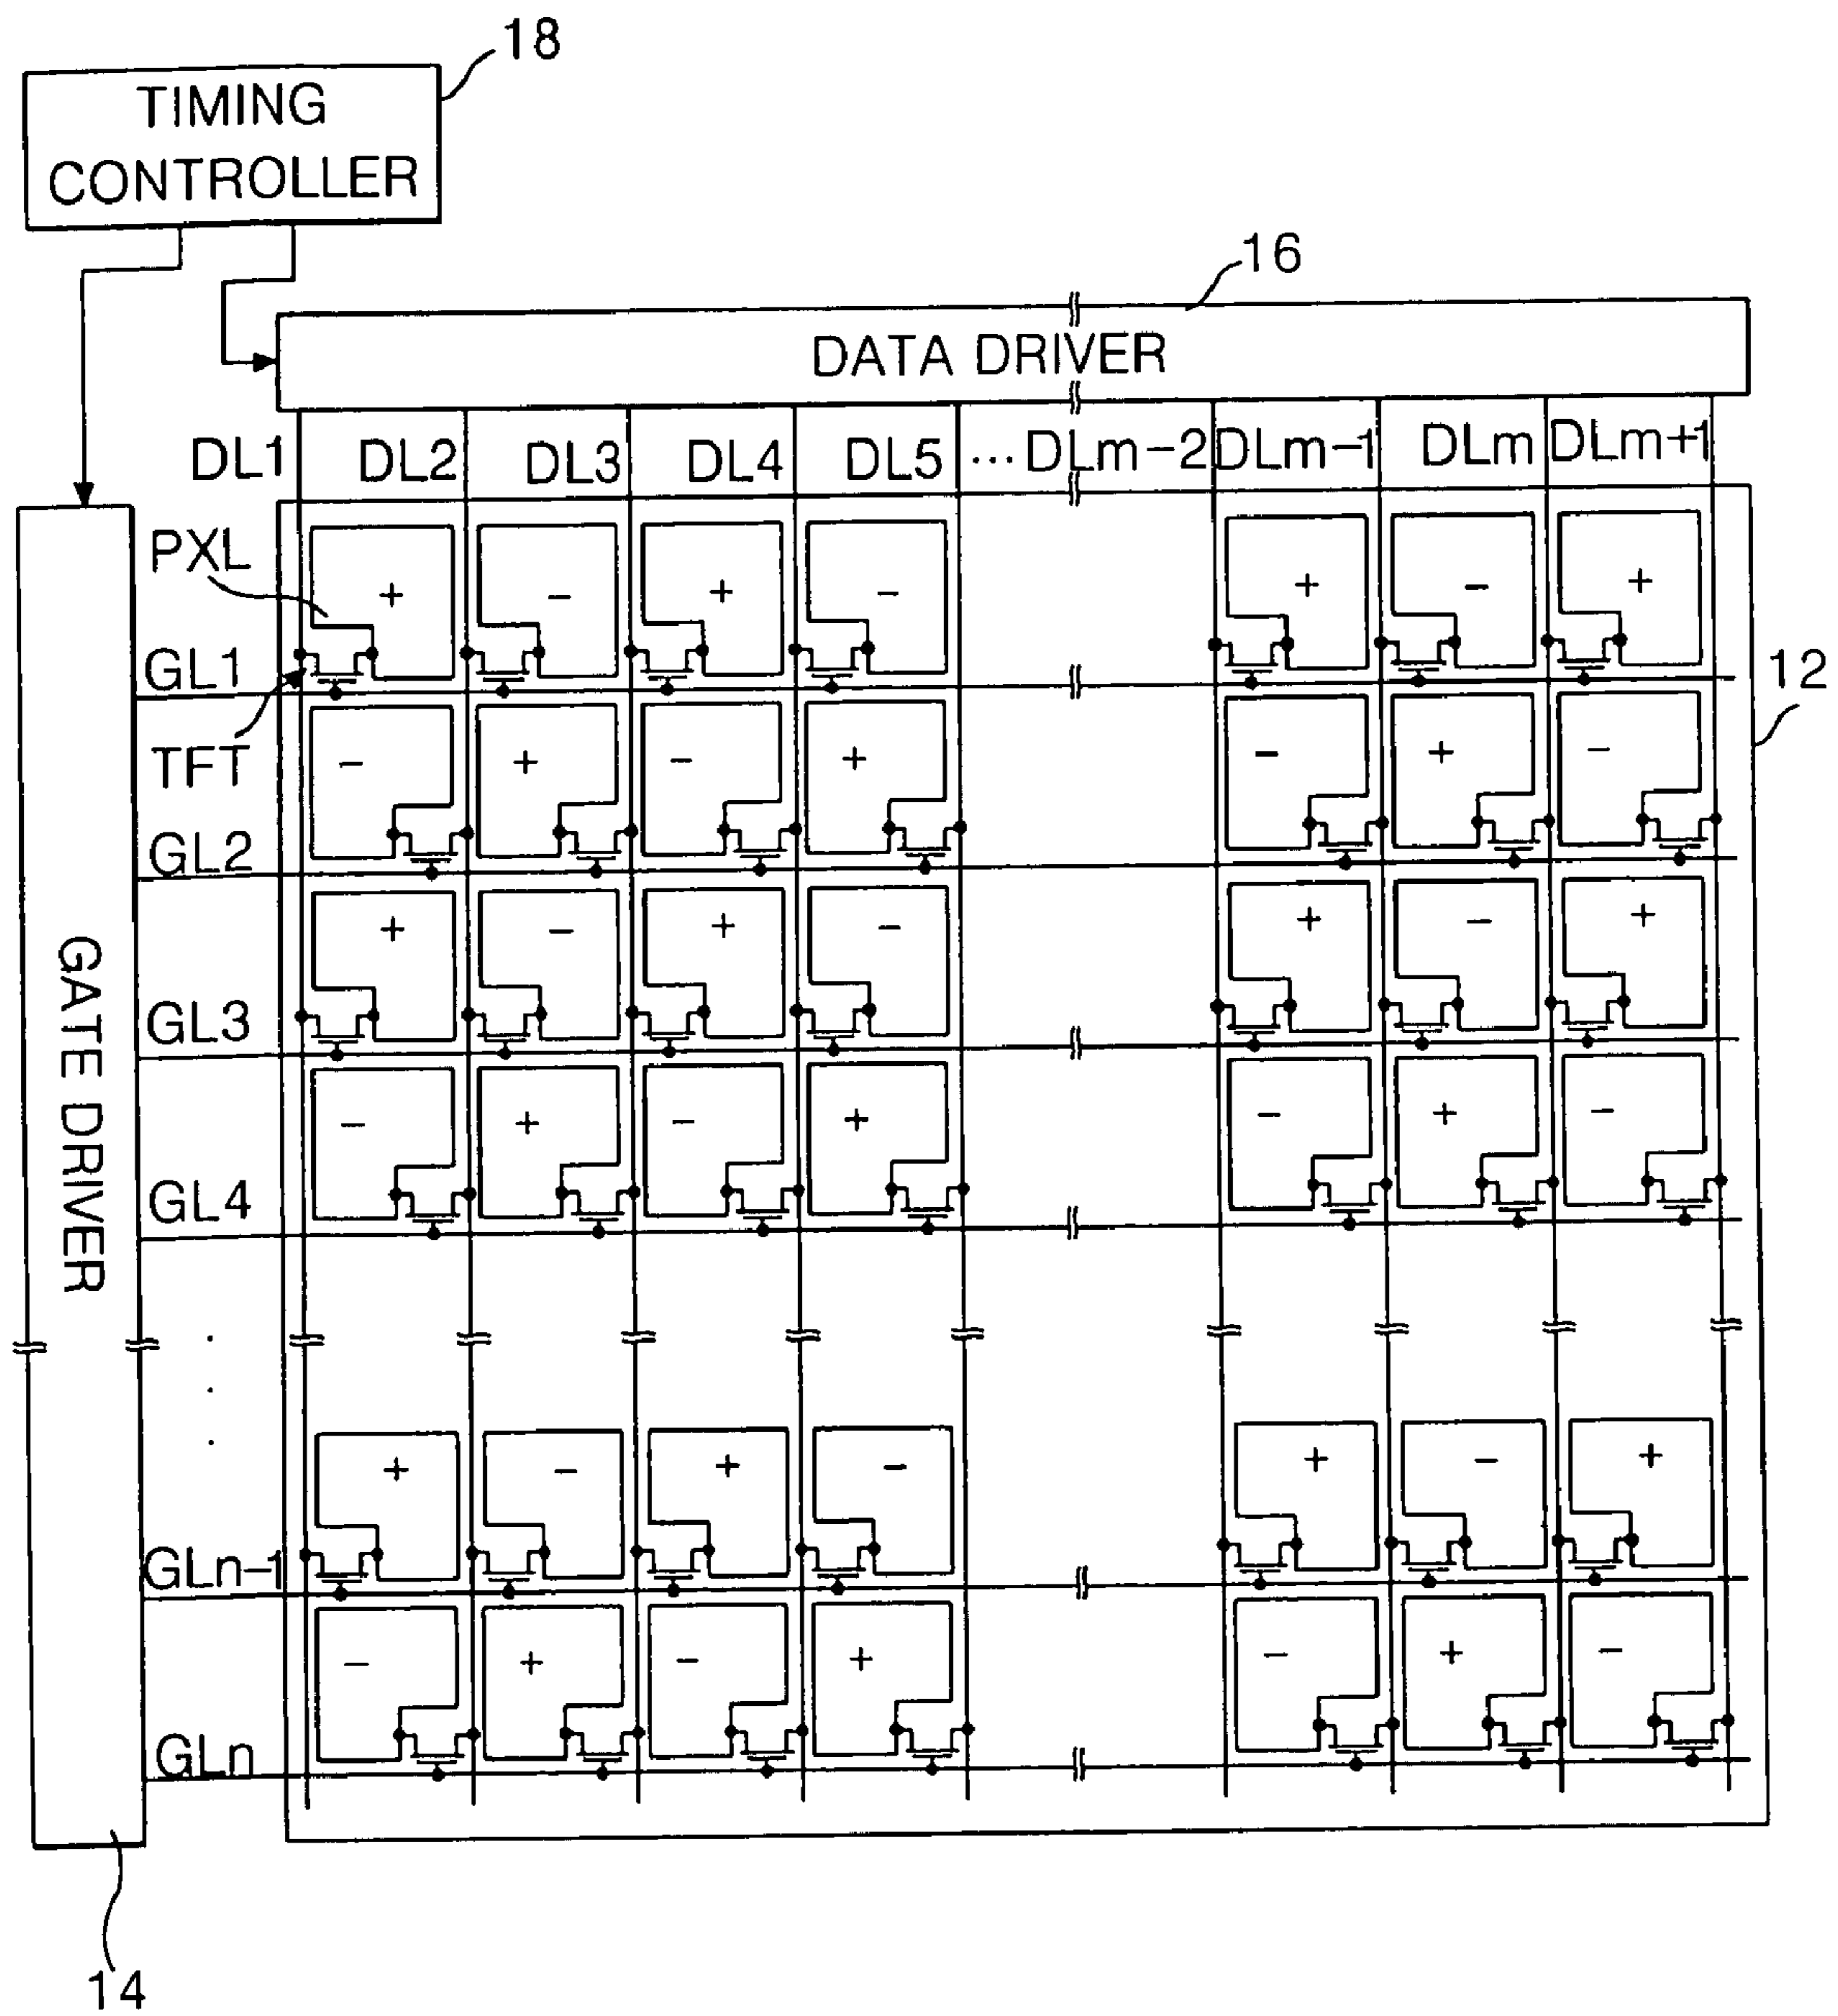 18
TIMING
CONTROLLER
16
DATA DRIVER
DL1 DL2 DL3 DL4 DL5 ... DLm-2 DLm-1 DLm DLm+1
PXL
+ - + - + - +
GL1
12
TFT
- + - + - + -
GL2
+ - + - + - +
GL3
- + - + - + -
GL4
GATE DRIVER
+ - + - + - +
GLn-1
- + - + - + -
GLn
14